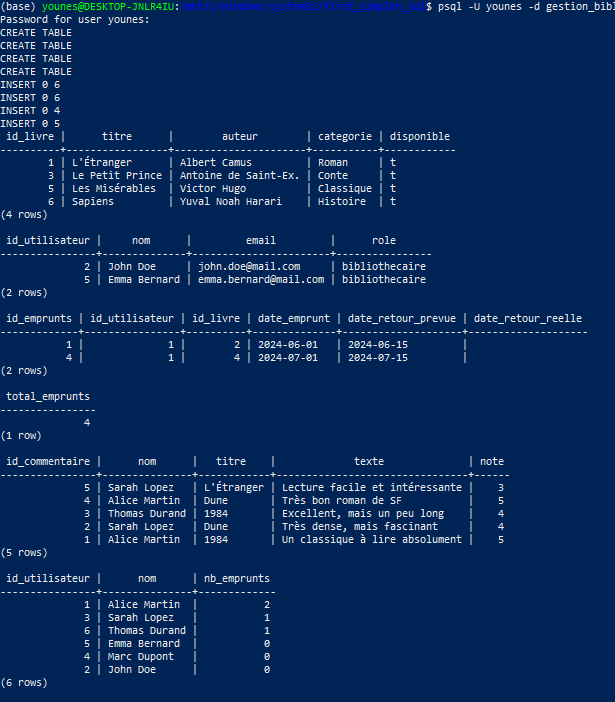 (base) younes@DESKTOP-JNLR4IU: $ psql -U younes -d gestion_bibl
Password for user younes:
CREATE TABLE
CREATE TABLE
CREATE TABLE
CREATE TABLE
INSERT 0 6
INSERT 0 6
INSERT 0 4
INSERT 0 5
 id_livre |      titre      |       auteur        | categorie | disponible
----------+-----------------+---------------------+-----------+------------
        1 | L'Étranger      | Albert Camus        | Roman     | t
        3 | Le Petit Prince | Antoine de Saint-Ex. | Conte     | t
        5 | Les Misérables  | Victor Hugo         | Classique | t
        6 | Sapiens         | Yuval Noah Harari   | Histoire  | t
(4 rows)
 id_utilisateur |     nom      |         email         |      role
----------------+--------------+-----------------------+----------------
              2 | John Doe     | john.doe@mail.com     | bibliothecaire
              5 | Emma Bernard | emma.bernard@mail.com | bibliothecaire
(2 rows)
 id_emprunts | id_utilisateur | id_livre | date_emprunt | date_retour_prevue | date_retour_reelle
-------------+----------------+----------+--------------+--------------------+--------------------
           1 |              1 |        2 | 2024-06-01   | 2024-06-15         |
           4 |              1 |        4 | 2024-07-01   | 2024-07-15         |
(2 rows)
 total_emprunts
----------------
              4
(1 row)
 id_commentaire |      nom      |   titre    |            texte             | note
----------------+---------------+------------+------------------------------+------
              5 | Sarah Lopez   | L'Étranger | Lecture facile et intéressante |    3
              4 | Alice Martin  | Dune       | Très bon roman de SF         |    5
              3 | Thomas Durand | 1984       | Excellent, mais un peu long  |    4
              2 | Sarah Lopez   | Dune       | Très dense, mais fascinant   |    4
              1 | Alice Martin  | 1984       | Un classique à lire absolument |    5
(5 rows)
 id_utilisateur |      nom      | nb_emprunts
----------------+---------------+-------------
              1 | Alice Martin  |           2
              3 | Sarah Lopez   |           1
              6 | Thomas Durand |           1
              5 | Emma Bernard  |           0
              4 | Marc Dupont   |           0
              2 | John Doe      |           0
(6 rows)